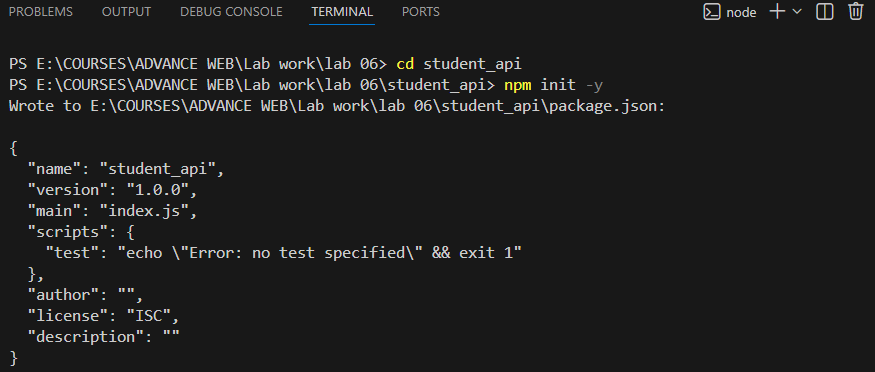 PROBLEMS OUTPUT DEBUG CONSOLE TERMINAL PORTS node
PS E:\COURSES\ADVANCE WEB\Lab work\lab 06> cd student_api
PS E:\COURSES\ADVANCE WEB\Lab work\lab 06\student_api> npm init -y
Wrote to E:\COURSES\ADVANCE WEB\Lab work\lab 06\student_api\package.json:
{
  "name": "student_api",
  "version": "1.0.0",
  "main": "index.js",
  "scripts": {
    "test": "echo \"Error: no test specified\" && exit 1"
  },
  "author": "",
  "license": "ISC",
  "description": ""
}